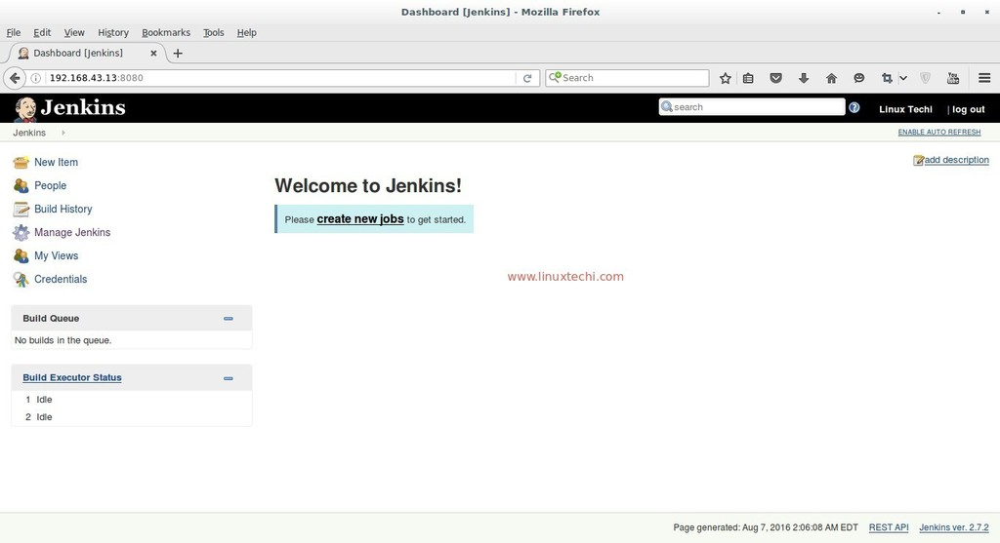 Dashboard [Jenkins] - Mozilla Firefox
File Edit View History Bookmarks Tools Help
Dashboard [Jenkins]
192.168.43.13:8080
Search
Jenkins
search
Linux Techi | log out
Jenkins
ENABLE AUTO REFRESH
New Item
People
Build History
Manage Jenkins
My Views
Credentials
add description
Welcome to Jenkins!
Please create new jobs to get started.
www.linuxtechi.com
Build Queue
No builds in the queue.
Build Executor Status
1 Idle
2 Idle
Page generated: Aug 7, 2016 2:06:08 AM EDT REST API Jenkins ver. 2.7.2